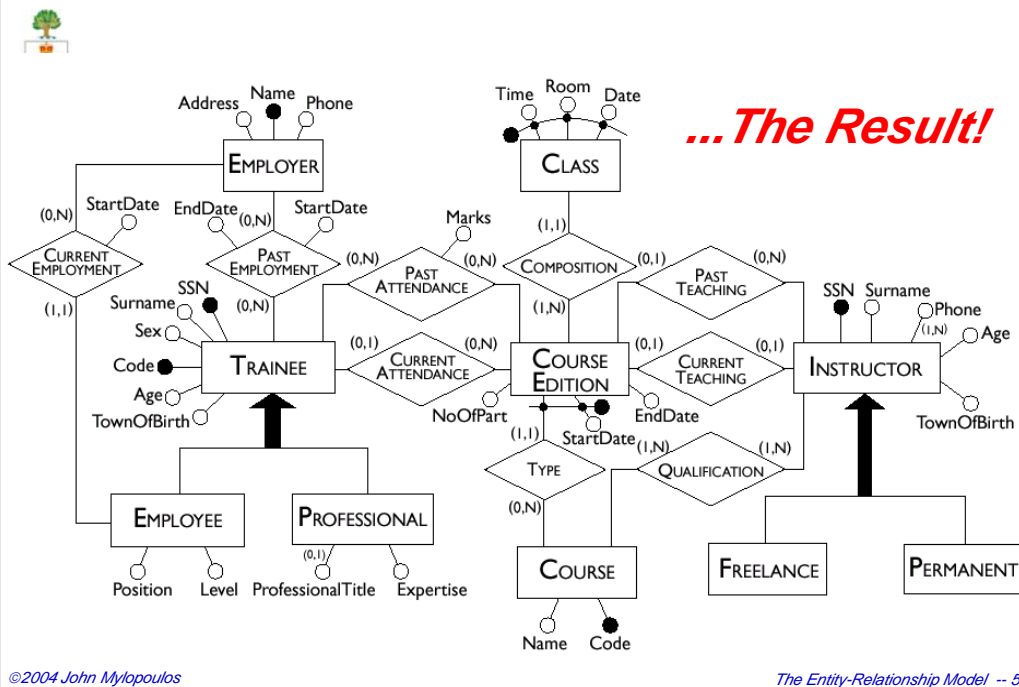 ...The Result!
Address
Name
Phone
EMPLOYER
Time
Room
Date
CLASS
(0,N)
StartDate
CURRENT
EMPLOYMENT
(1,1)
EndDate
(0,N)
StartDate
PAST
EMPLOYMENT
(0,N)
Marks
(0,N)
(0,N)
PAST
ATTENDANCE
(1,1)
COMPOSITION
(1,N)
(0,1)
(0,N)
PAST
TEACHING
SSN
Surname
Sex
Code
Age
TownOfBirth
TRAINEE
(0,1)
(0,N)
CURRENT
ATTENDANCE
COURSE
EDITION
NoOfPart
StartDate
EndDate
(0,1)
(0,1)
CURRENT
TEACHING
SSN
Surname
Phone
(1,N)
Age
INSTRUCTOR
TownOfBirth
(1,1)
TYPE
(0,N)
(1,N)
(1,N)
QUALIFICATION
EMPLOYEE
Position
Level
PROFESSIONAL
(0,1)
ProfessionalTitle
Expertise
COURSE
Name
Code
FREELANCE
PERMANENT
©2004 John Mylopoulos
The Entity-Relationship Model -- 5